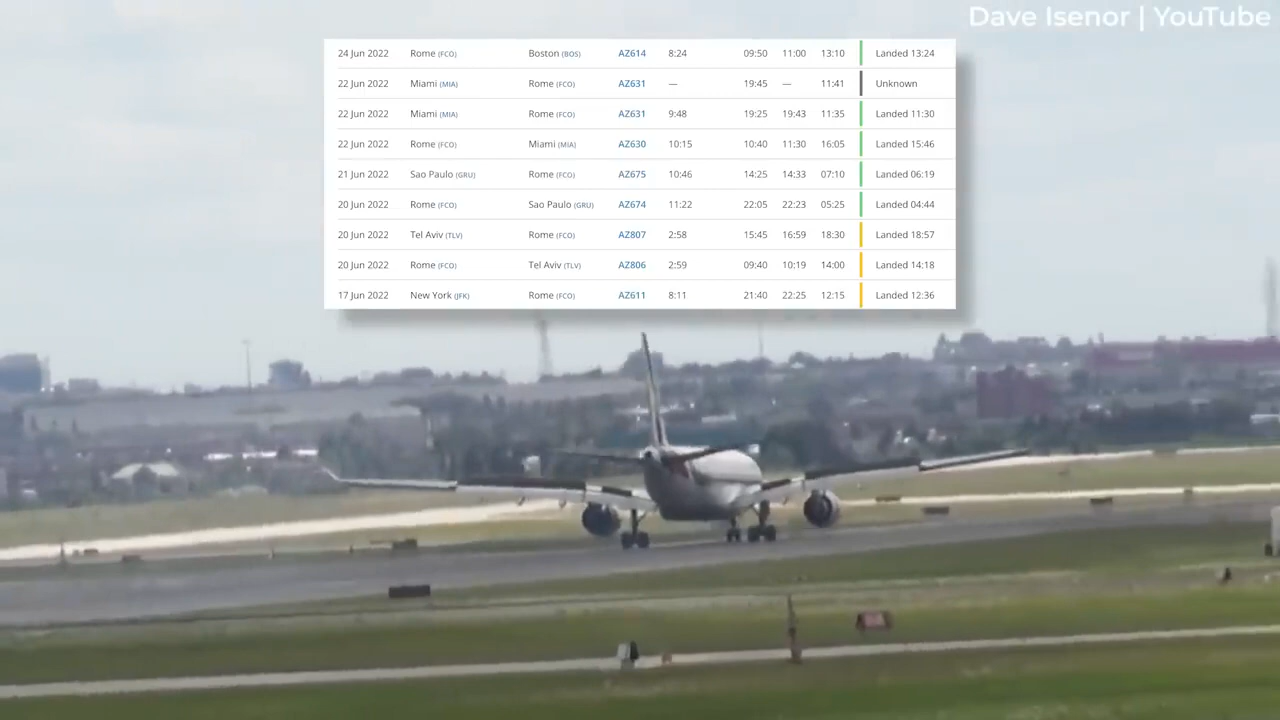 Dave Isenor | YouTube
24 Jun 2022 Rome (FCO) Boston (BOS) AZ614 8:24 09:50 11:00 13:10 Landed 13:24
22 Jun 2022 Miami (MIA) Rome (FCO) AZ631 — 19:45 — 11:41 Unknown
22 Jun 2022 Miami (MIA) Rome (FCO) AZ631 9:48 19:25 19:43 11:35 Landed 11:30
22 Jun 2022 Rome (FCO) Miami (MIA) AZ630 10:15 10:40 11:30 16:05 Landed 15:46
21 Jun 2022 Sao Paulo (GRU) Rome (FCO) AZ675 10:46 14:25 14:33 07:10 Landed 06:19
20 Jun 2022 Rome (FCO) Sao Paulo (GRU) AZ674 11:22 22:05 22:23 05:25 Landed 04:44
20 Jun 2022 Tel Aviv (TLV) Rome (FCO) AZ807 2:58 15:45 16:59 18:30 Landed 18:57
20 Jun 2022 Rome (FCO) Tel Aviv (TLV) AZ806 2:59 09:40 10:19 14:00 Landed 14:18
17 Jun 2022 New York (JFK) Rome (FCO) AZ611 8:11 21:40 22:25 12:15 Landed 12:36